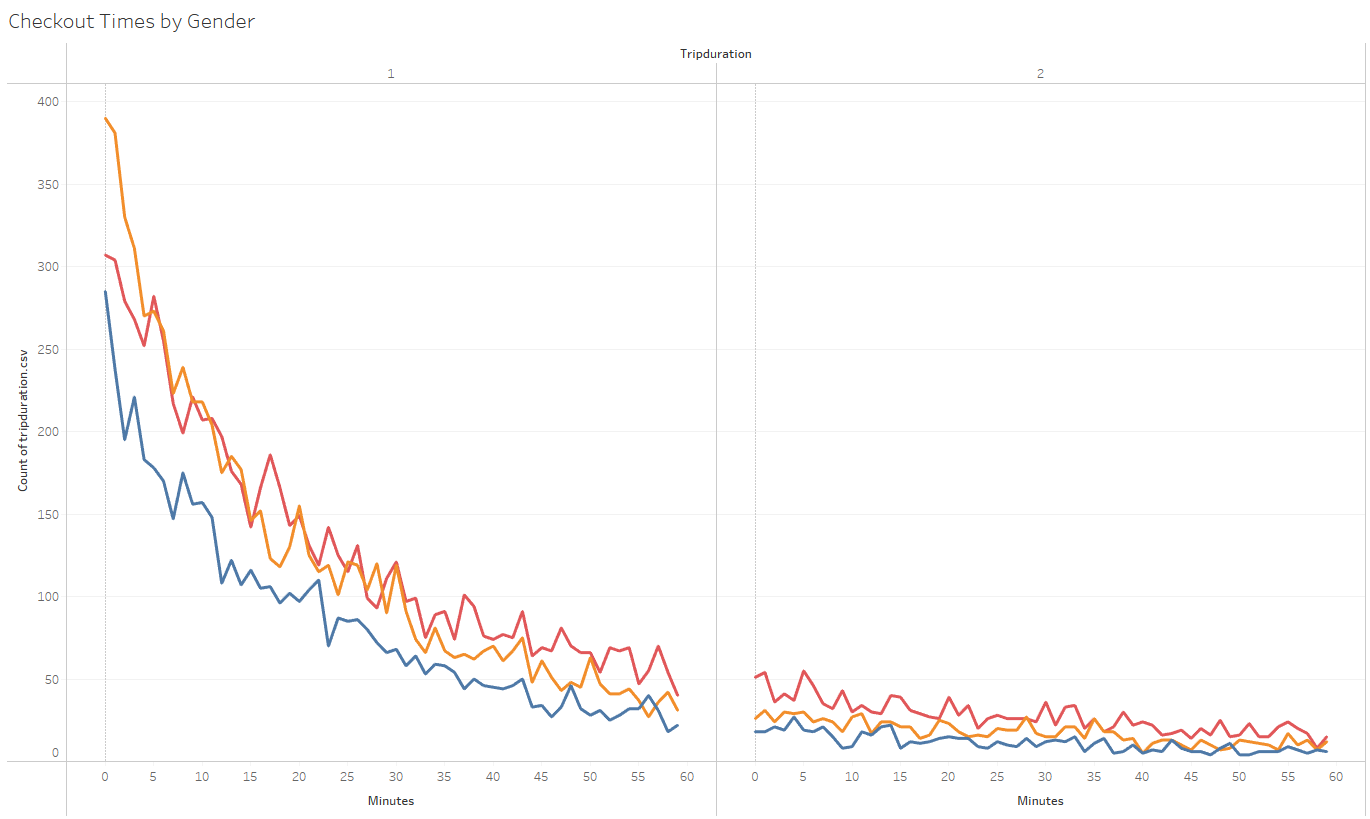 Checkout Times by Gender
Tripduration
1 2
400
350
300
250
200
150
100
50
0
Count of tripduration.csv
0 5 10 15 20 25 30 35 40 45 50 55 60 0 5 10 15 20 25 30 35 40 45 50 55 60
Minutes Minutes